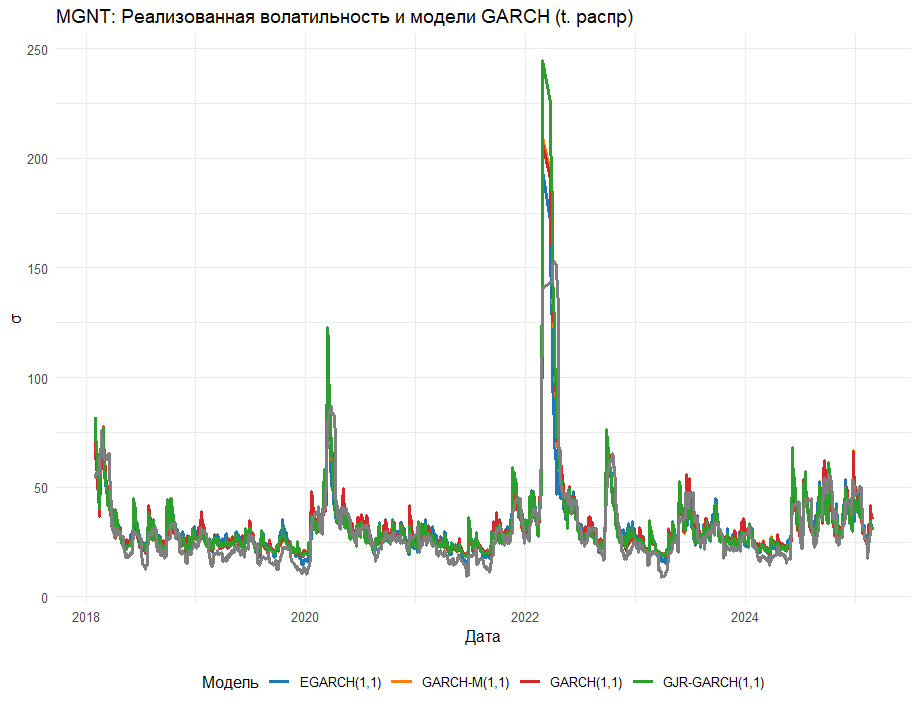 MGNT: Реализованная волатильность и модели GARCH (t. распр)
250
200
150
100
50
0
σ
2018 2020 2022 2024
Дата
Модель EGARCH(1,1) GARCH-M(1,1) GARCH(1,1) GJR-GARCH(1,1)